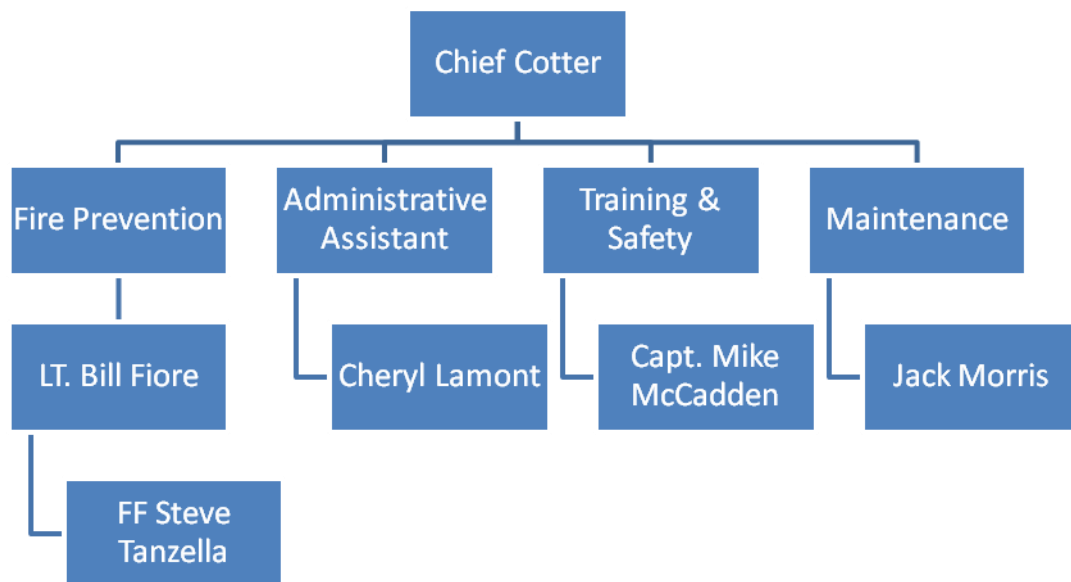 Chief Cotter
Fire Prevention
Administrative
Assistant
Training &
Safety
Maintenance
LT. Bill Fiore
Cheryl Lamont
Capt. Mike
McCadden
Jack Morris
FF Steve
Tanzella